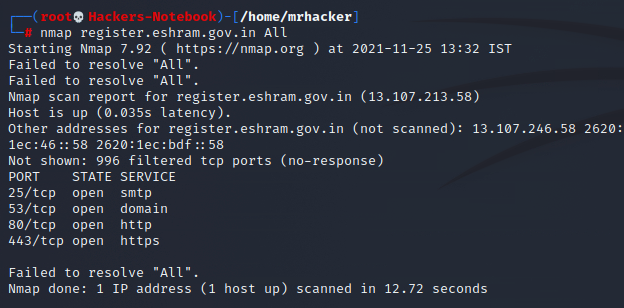 ┌──(root💀Hackers-Notebook)-[/home/mrhacker]
└─# nmap register.eshram.gov.in All
Starting Nmap 7.92 ( https://nmap.org ) at 2021-11-25 13:32 IST
Failed to resolve "All".
Failed to resolve "All".
Nmap scan report for register.eshram.gov.in (13.107.213.58)
Host is up (0.035s latency).
Other addresses for register.eshram.gov.in (not scanned): 13.107.246.58 2620:
1ec:46::58 2620:1ec:bdf::58
Not shown: 996 filtered tcp ports (no-response)
PORT    STATE SERVICE
25/tcp  open  smtp
53/tcp  open  domain
80/tcp  open  http
443/tcp open  https
Failed to resolve "All".
Nmap done: 1 IP address (1 host up) scanned in 12.72 seconds